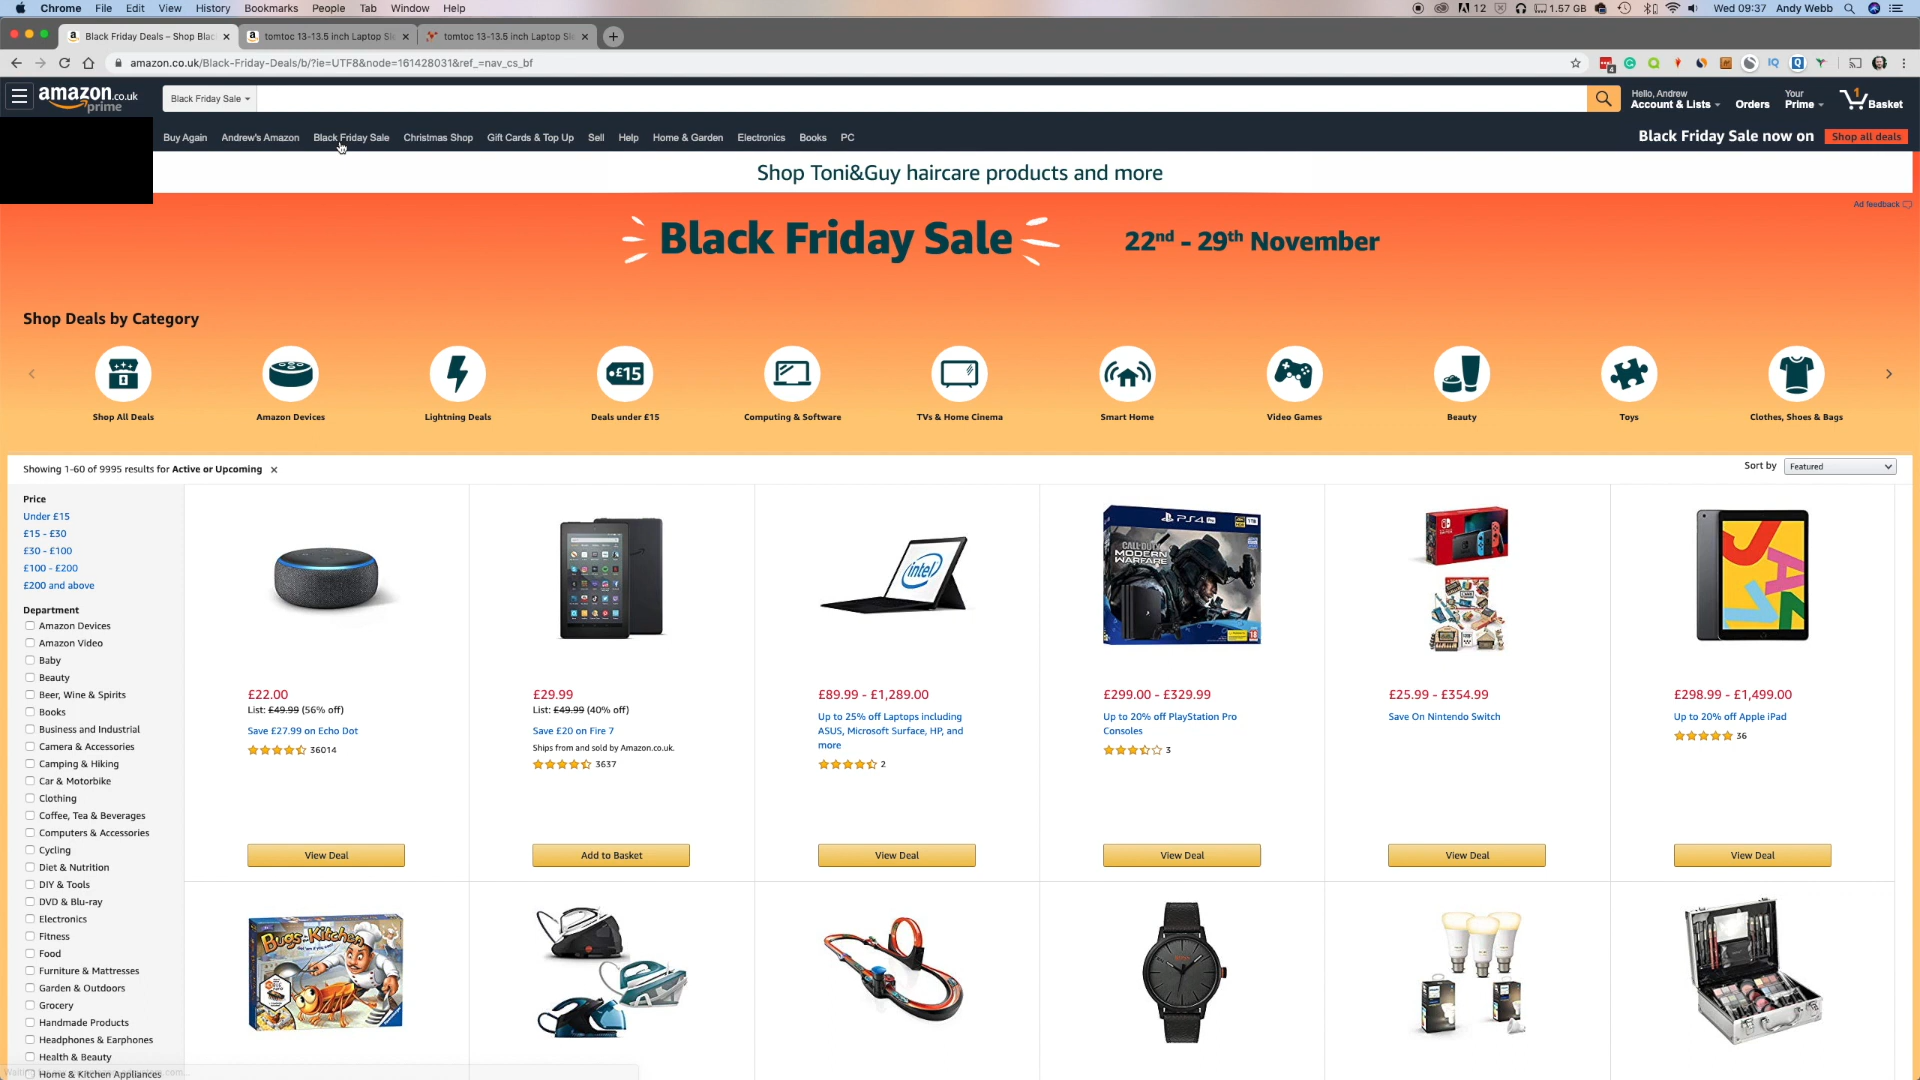 Chrome File Edit View History Bookmarks People Tab Window Help
12 1.57 GB Wed 09:37 Andy Webb
Black Friday Deals – Shop Blac
tomtoc 13-13.5 inch Laptop Sl
tomtoc 13-13.5 inch Laptop Sl
amazon.co.uk/Black-Friday-Deals/b/?ie=UTF8&node=161428031&ref_=nav_cs_bf
amazon.co.uk
prime
Black Friday Sale
Hello, Andrew
Account & Lists
Orders
Your
Prime
1
Basket
Buy Again Andrew's Amazon Black Friday Sale Christmas Shop Gift Cards & Top Up Sell Help Home & Garden Electronics Books PC
Black Friday Sale now on Shop all deals
Shop Toni&Guy haircare products and more
Ad feedback
Black Friday Sale 22nd - 29th November
Shop Deals by Category
£15
Shop All Deals
Amazon Devices
Lightning Deals
Deals under £15
Computing & Software
TVs & Home Cinema
Smart Home
Video Games
Beauty
Toys
Clothes, Shoes & Bags
Showing 1-60 of 9995 results for Active or Upcoming
Sort by Featured
Price
Under £15
£15 - £30
£30 - £100
£100 - £200
£200 and above
Department
Amazon Devices
Amazon Video
Baby
Beauty
Beer, Wine & Spirits
Books
Business and Industrial
Camera & Accessories
Camping & Hiking
Car & Motorbike
Clothing
Coffee, Tea & Beverages
Computers & Accessories
Cycling
Diet & Nutrition
DIY & Tools
DVD & Blu-ray
Electronics
Fitness
Food
Furniture & Mattresses
Garden & Outdoors
Grocery
Handmade Products
Headphones & Earphones
Health & Beauty
Home & Kitchen Appliances
£22.00
List: £49.99 (56% off)
Save £27.99 on Echo Dot
36014
View Deal
£29.99
List: £49.99 (40% off)
Save £20 on Fire 7
Ships from and sold by Amazon.co.uk.
3637
Add to Basket
intel
£89.99 - £1,289.00
Up to 25% off Laptops including
ASUS, Microsoft Surface, HP, and
more
2
View Deal
PS4 Pro
CALL OF DUTY
MODERN
WARFARE
£299.00 - £329.99
Up to 20% off PlayStation Pro
Consoles
3
View Deal
£25.99 - £354.99
Save On Nintendo Switch
View Deal
£298.99 - £1,499.00
Up to 20% off Apple iPad
36
View Deal
Bugs in the Kitchen